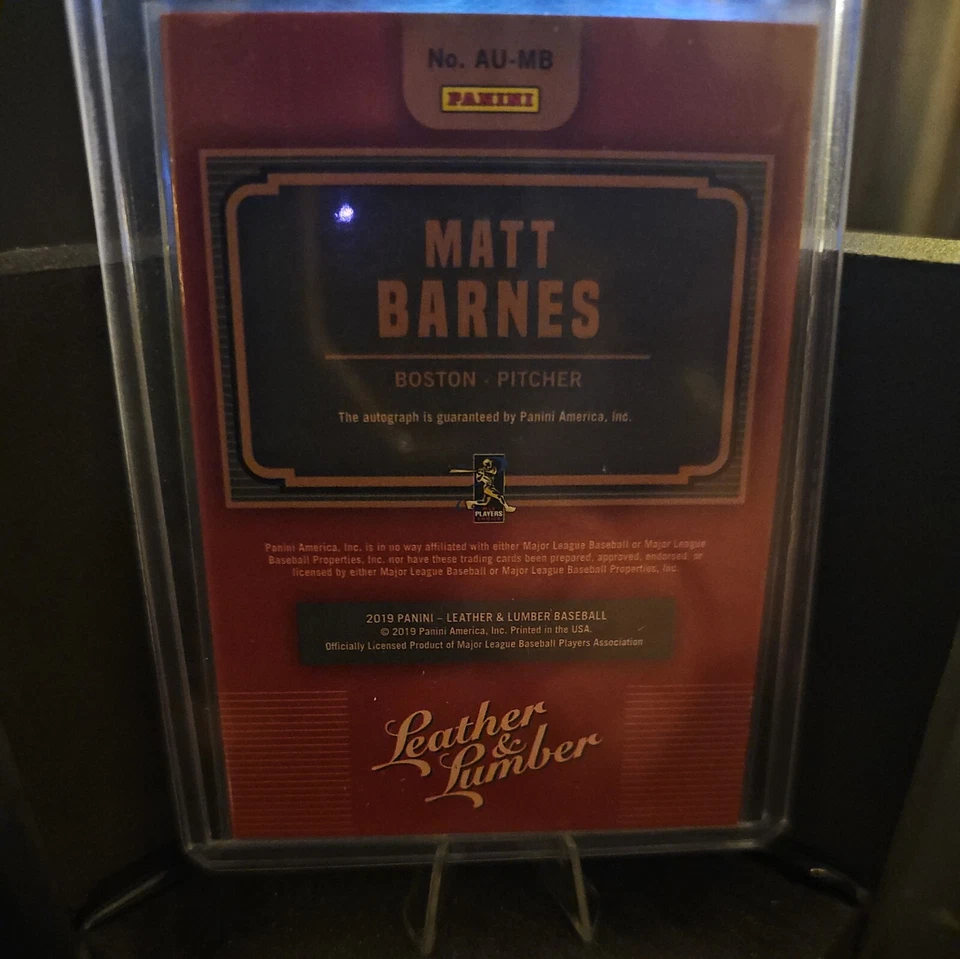 No. AU-MB
PANINI
MATT
BARNES
BOSTON - PITCHER
The autograph is guaranteed by Panini America, Inc.
PLAYERS
Panini America, Inc. is in no way affiliated with either Major League Baseball or Major League
Baseball Properties, Inc. nor have these trading cards been prepared, approved, endorsed, or
licensed by either Major League Baseball or Major League Baseball Properties, Inc.
2019 PANINI – LEATHER & LUMBER BASEBALL
© 2019 Panini America, Inc. Printed in the USA.
Officially Licensed Product of Major League Baseball Players Association
Leather
&
Lumber